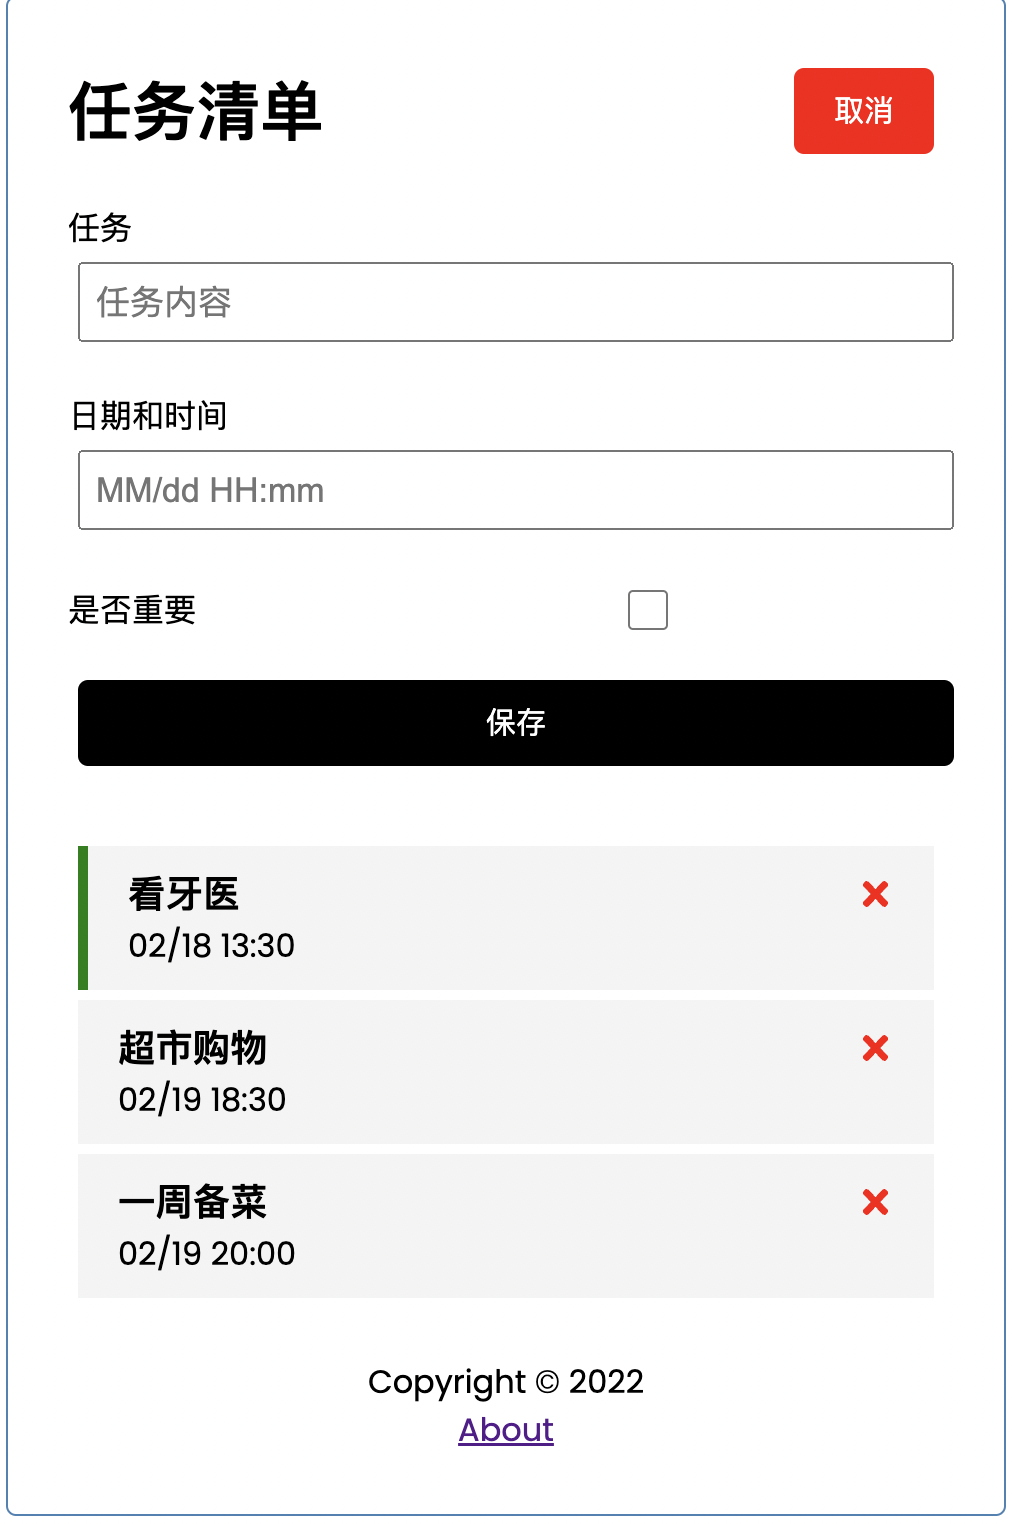 任务清单
取消
任务
任务内容
日期和时间
MM/dd HH:mm
是否重要
保存
看牙医
02/18 13:30
超市购物
02/19 18:30
一周备菜
02/19 20:00
Copyright © 2022
About